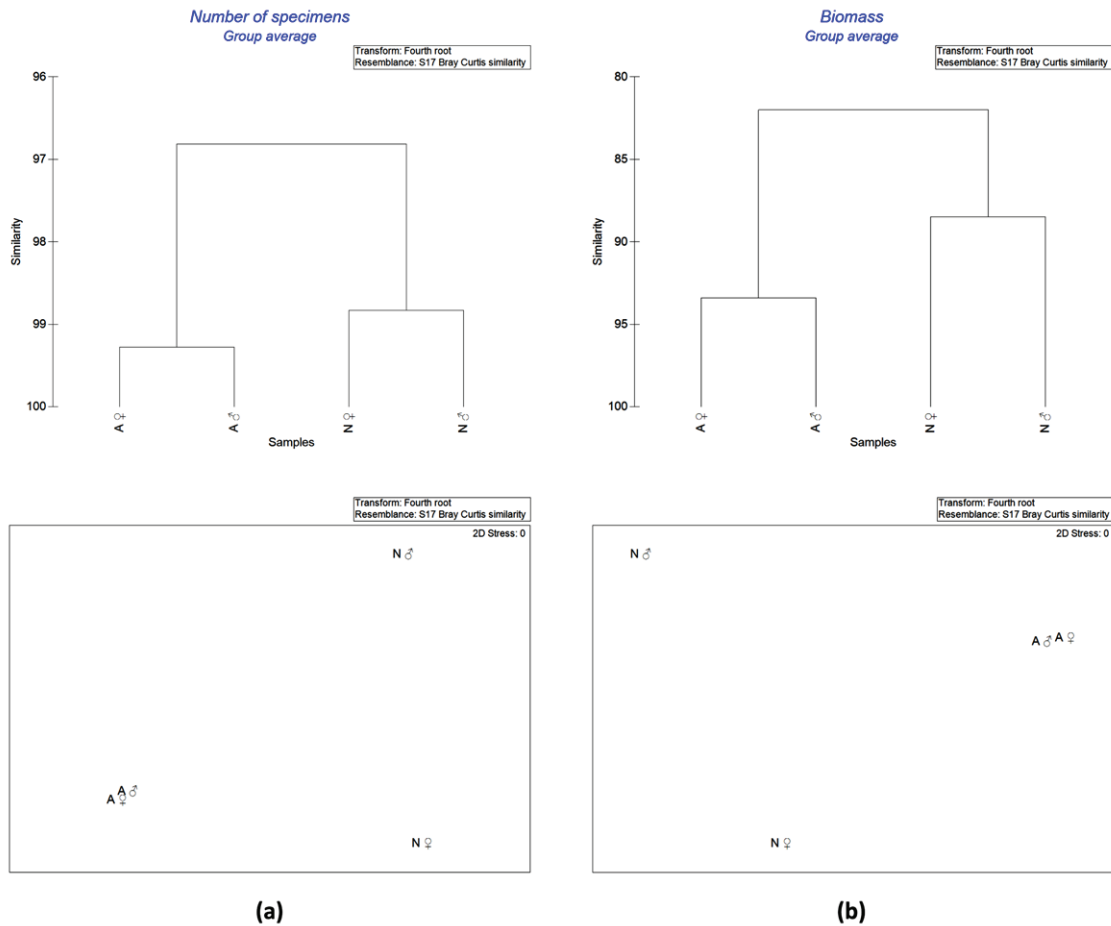 Number of specimens
Group average
Transform: Fourth root
Resemblance: S17 Bray Curtis similarity
96
97
98
99
100
Similarity
A ♀
A ♂
N ♀
N ♂
Samples
Biomass
Group average
Transform: Fourth root
Resemblance: S17 Bray Curtis similarity
80
85
90
95
100
Similarity
A ♀
A ♂
N ♀
N ♂
Samples
Transform: Fourth root
Resemblance: S17 Bray Curtis similarity
2D Stress: 0
N ♂
A ♂
A ♀
N ♀
Transform: Fourth root
Resemblance: S17 Bray Curtis similarity
2D Stress: 0
N ♂
A ♂ A ♀
N ♀
(a)
(b)